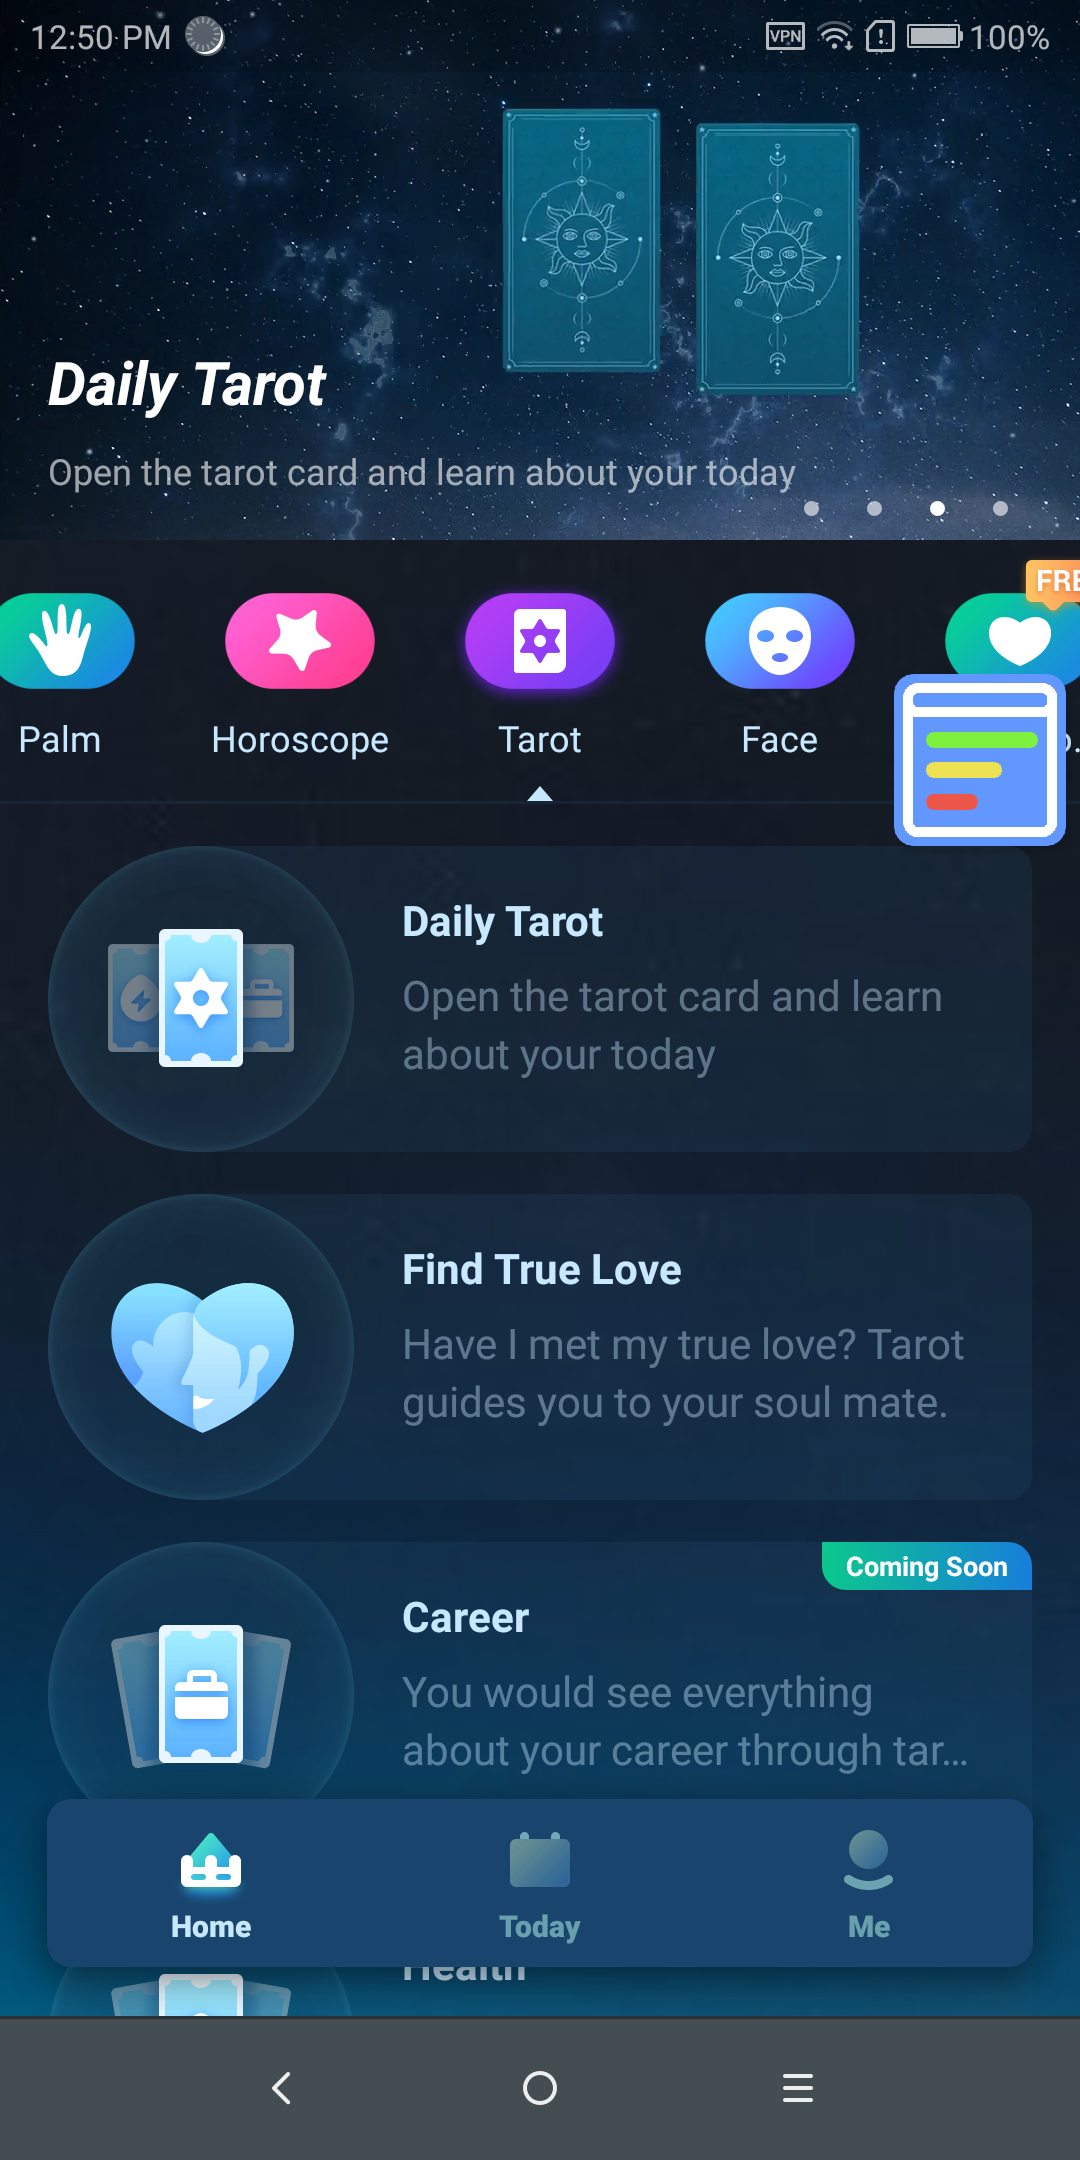 12:50 PM
VPN
100%
Daily Tarot
Open the tarot card and learn about your today
FRE
Palm
Horoscope
Tarot
Face
Daily Tarot
Open the tarot card and learn
about your today
Find True Love
Have I met my true love? Tarot
guides you to your soul mate.
Coming Soon
Career
You would see everything
about your career through tar...
Home
Today
Me
Health